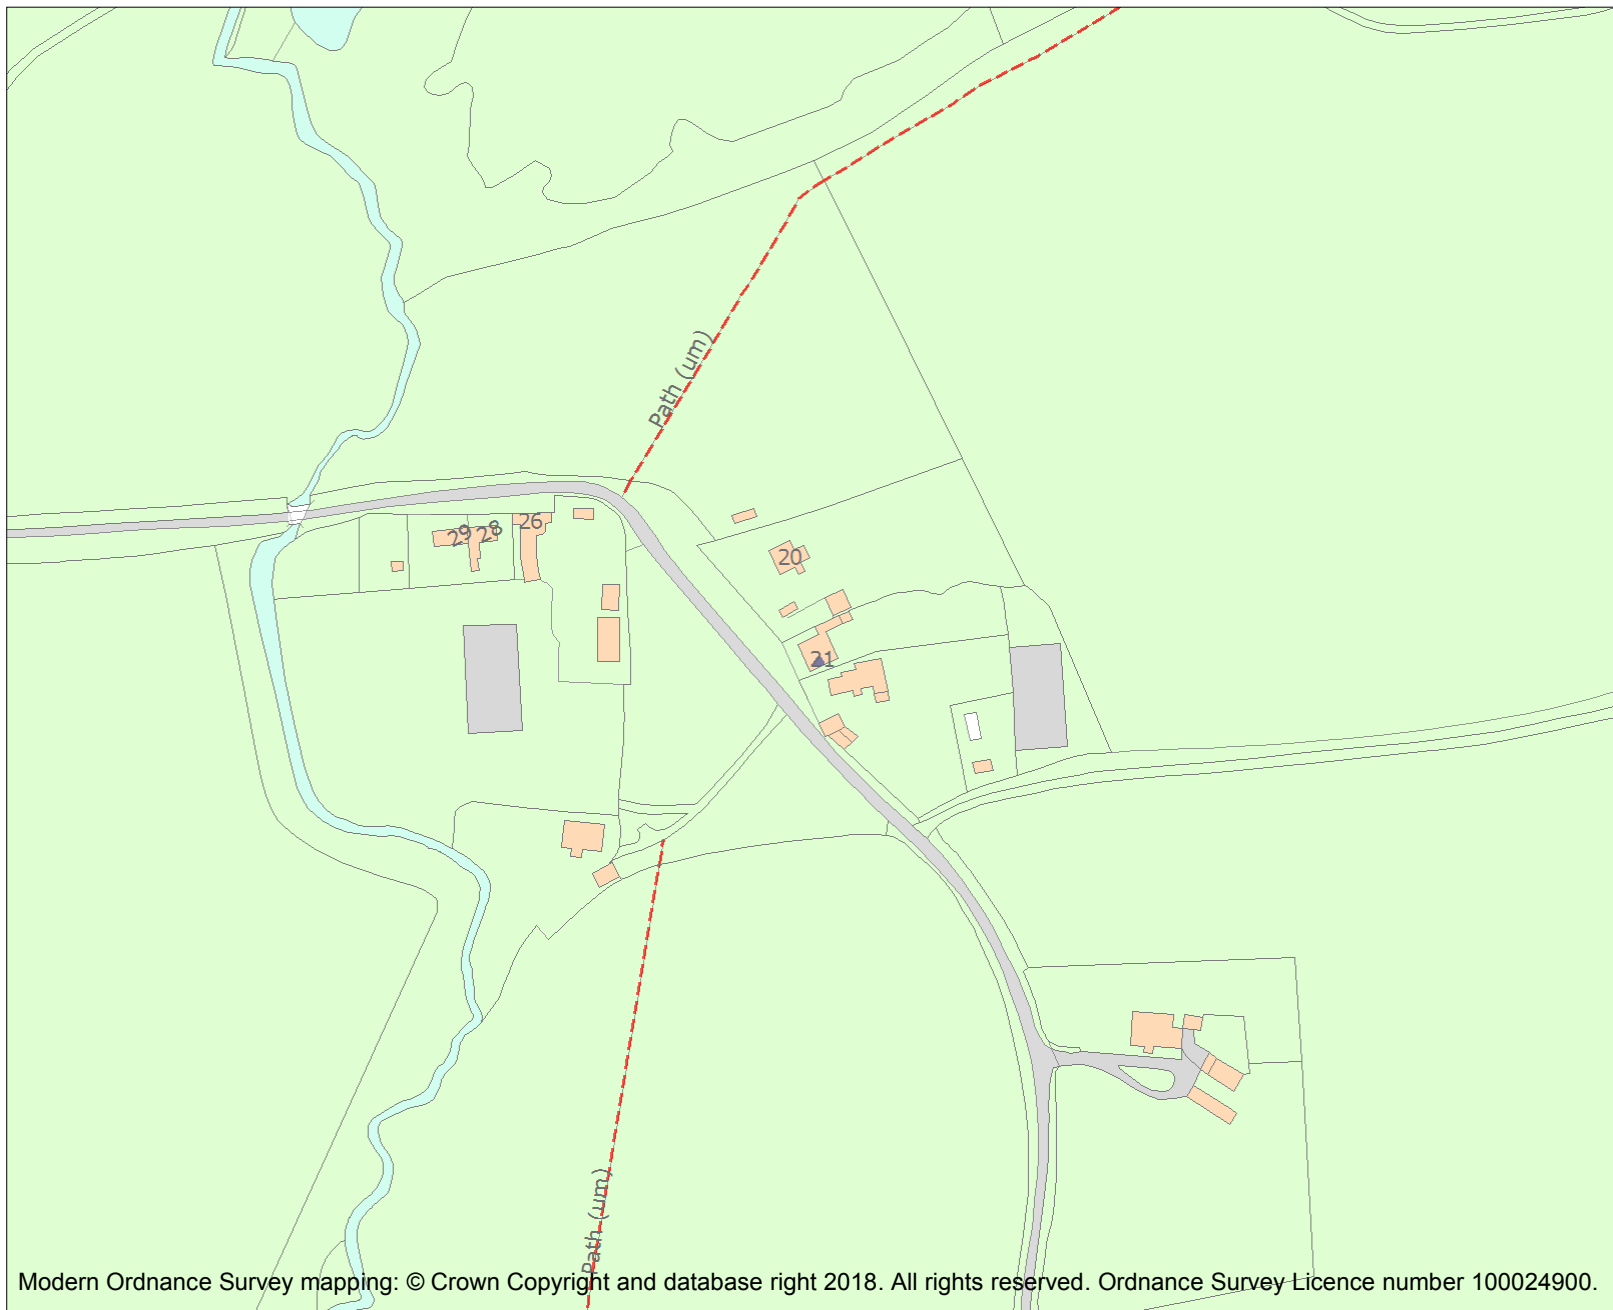 Path (um)
29
28
26
20
21
Path (um)
Modern Ordnance Survey mapping: © Crown Copyright and database right 2018. All rights reserved. Ordnance Survey Licence number 100024900.